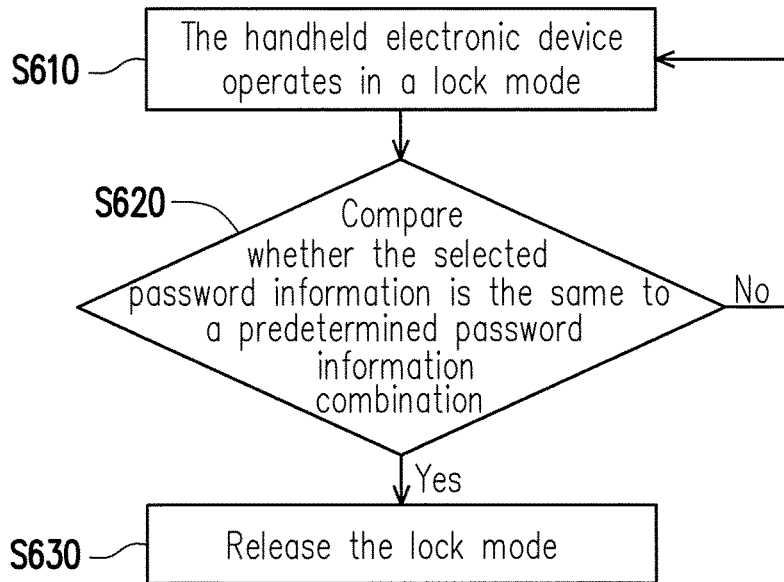 The handheld electronic device
S610
operates in a lock mode
S620
Compare
whether the selected
password information is the same to
No
a predetermined password
information
combination
Yes
S630
Release the lock mode